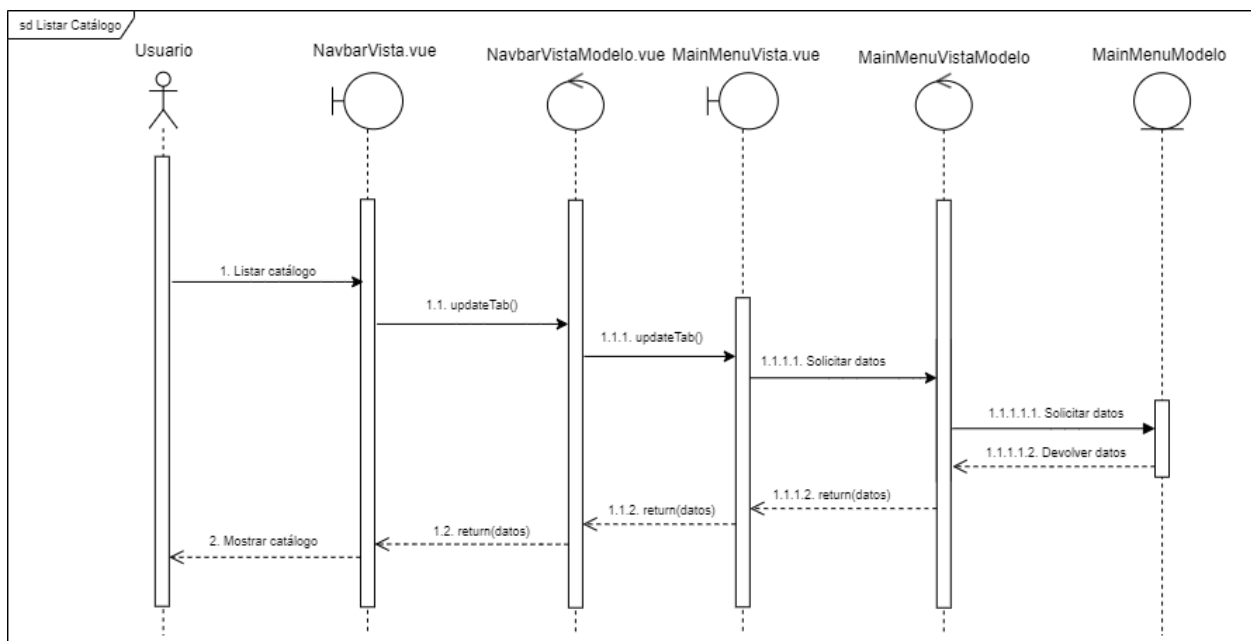 sd Listar Catálogo
Usuario
NavbarVista.vue
NavbarVistaModelo.vue
MainMenuVista.vue
MainMenuVistaModelo
MainMenuModelo
1. Listar catálogo
1.1. updateTab()
1.1.1. updateTab()
1.1.1.1. Solicitar datos
1.1.1.1.1. Solicitar datos
1.1.1.1.2. Devolver datos
1.1.1.2. return(datos)
1.1.2. return(datos)
1.2. return(datos)
2. Mostrar catálogo